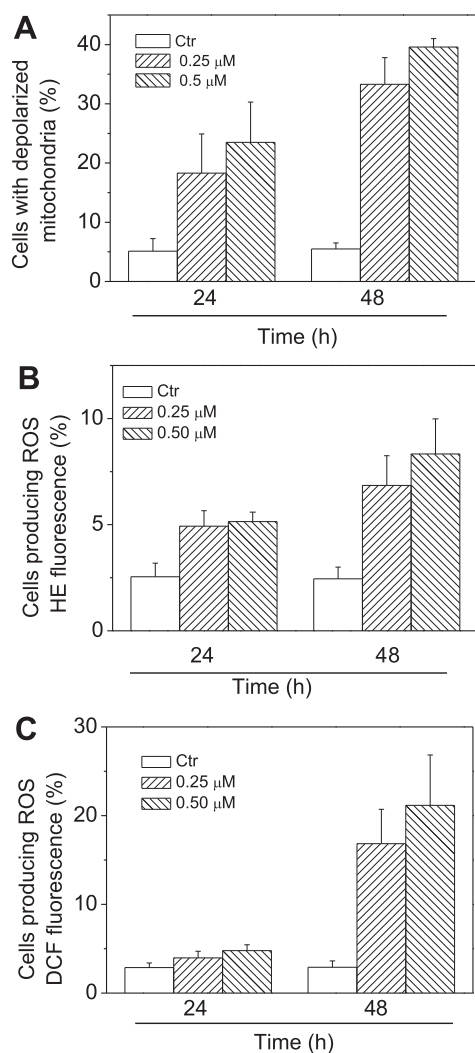 A
Ctr
0.25 μM
0.5 μM
40
30
20
10
0
Cells with depolarized
mitochondria (%)
24 48
Time (h)
B
Ctr
0.25 μM
0.50 μM
10
5
0
Cells producing ROS
HE fluorescence (%)
24 48
Time (h)
C
Ctr
0.25 μM
0.50 μM
30
20
10
0
Cells producing ROS
DCF fluorescence (%)
24 48
Time (h)